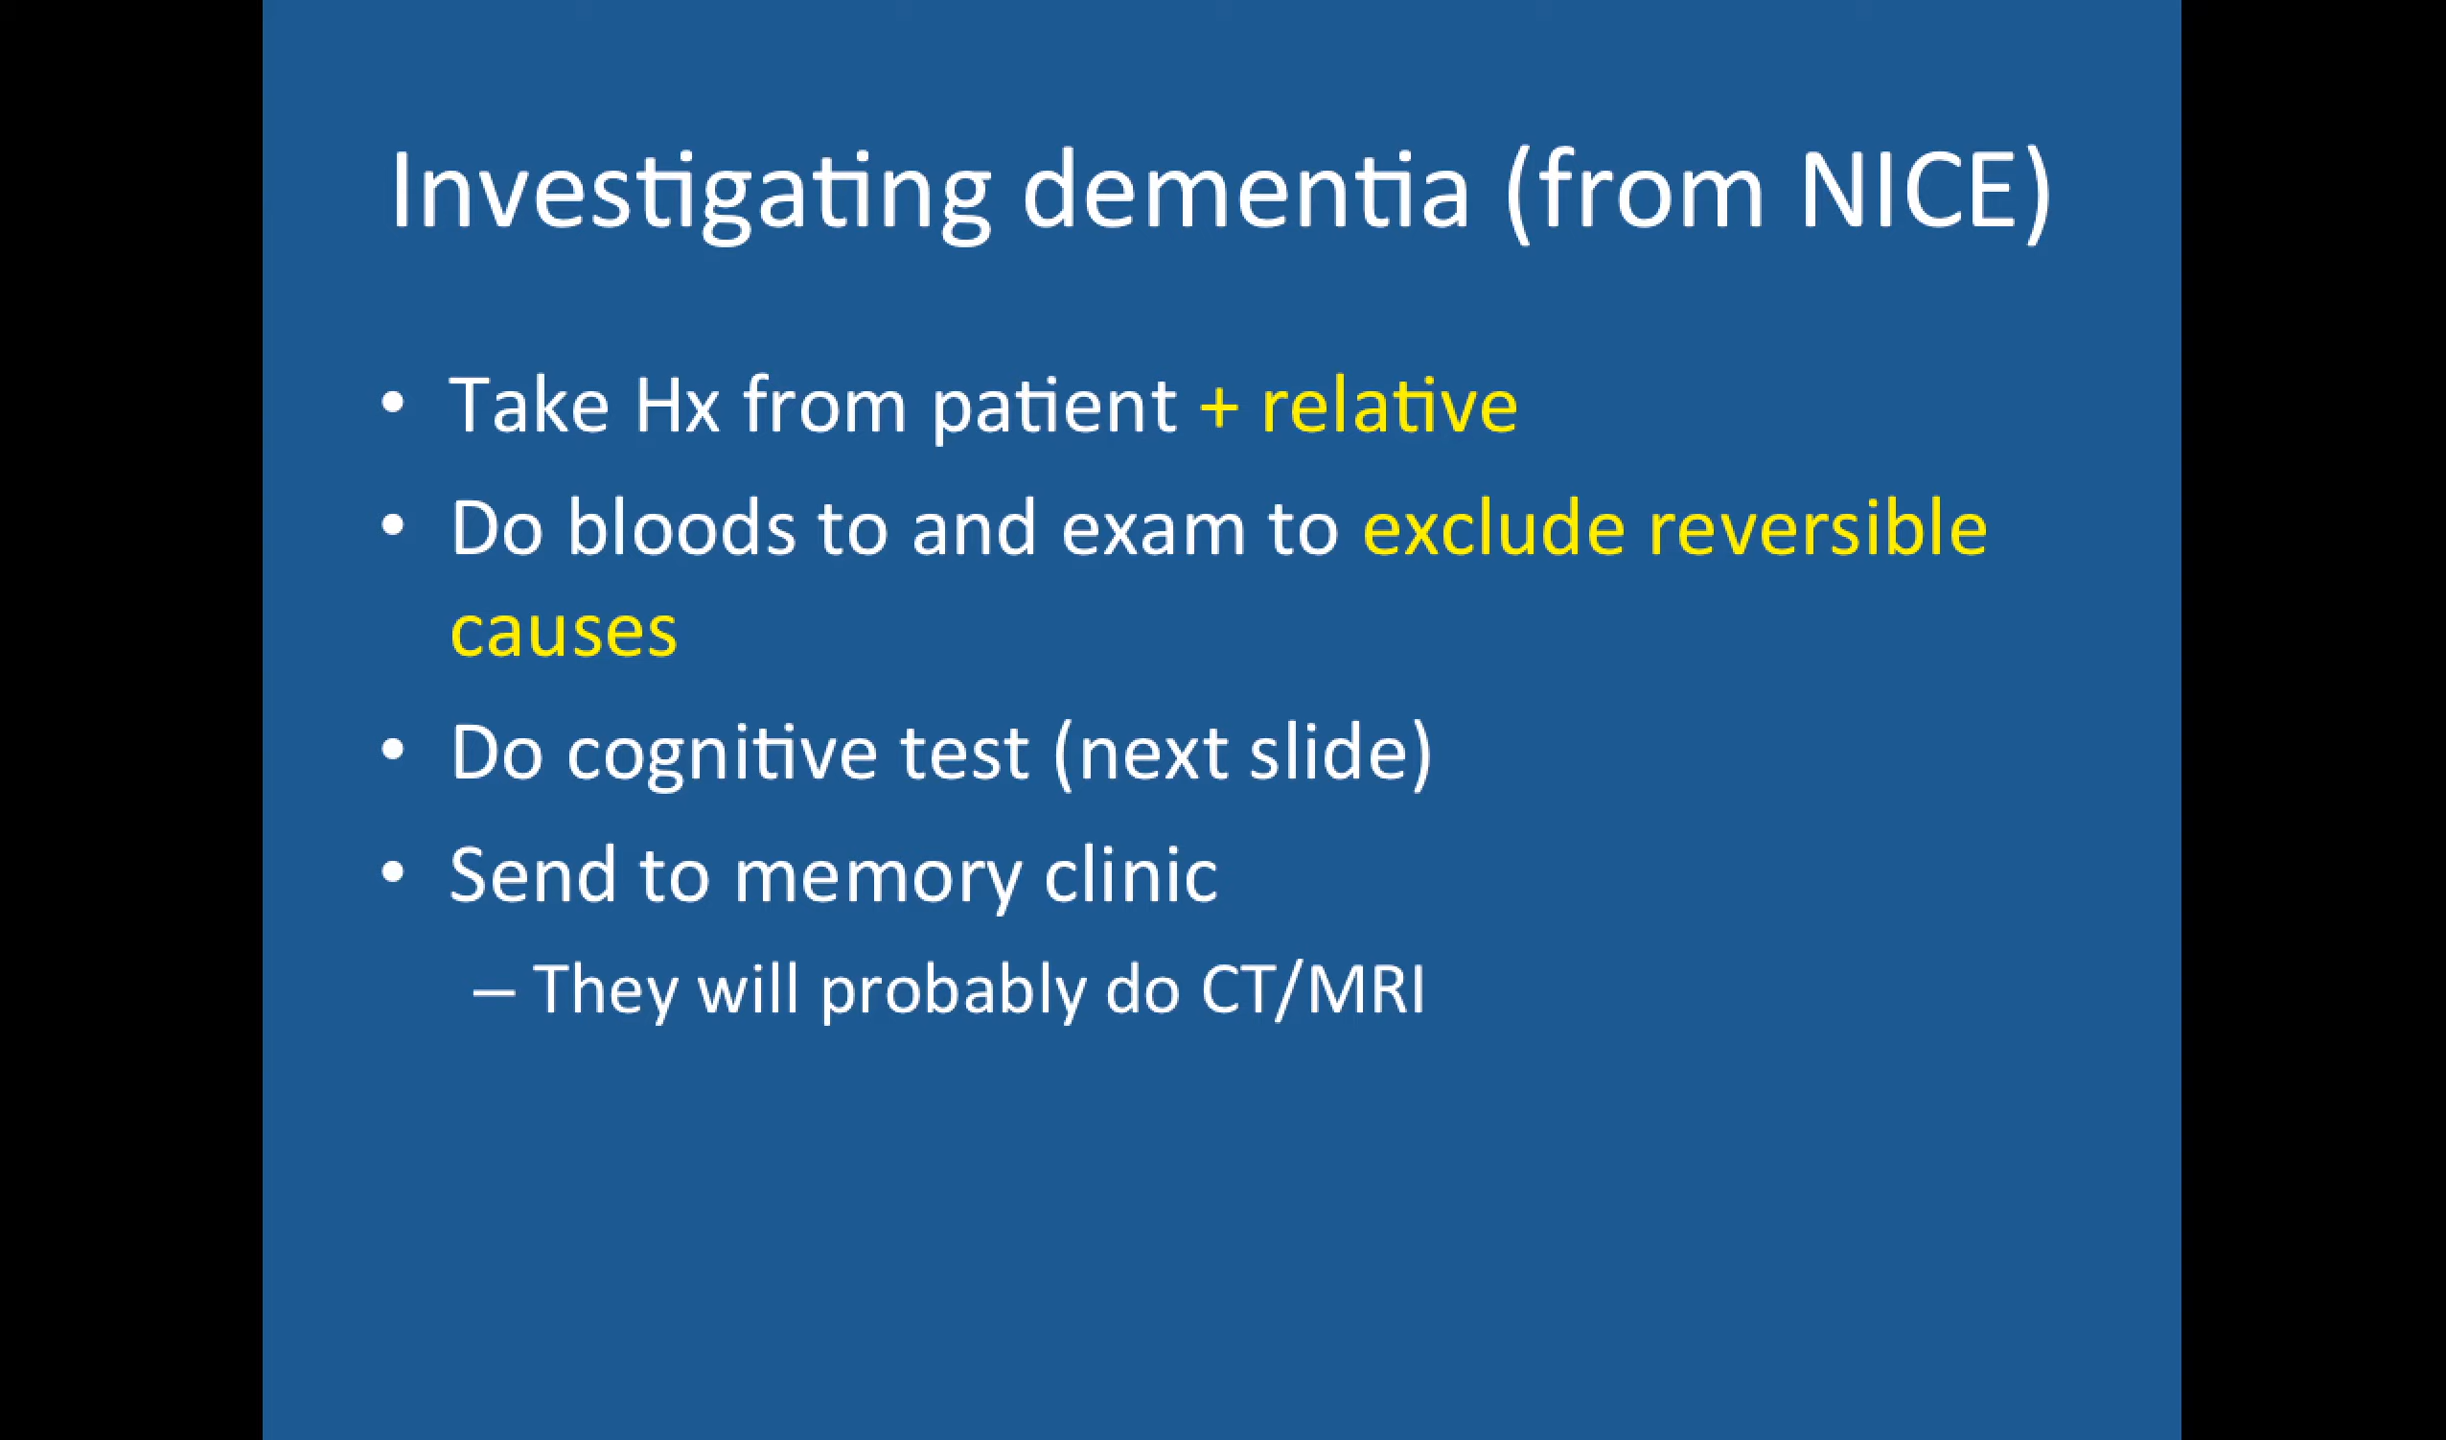 Investigating dementia (from NICE)
• Take Hx from patient + relative
• Do bloods to and exam to exclude reversible
causes
• Do cognitive test (next slide)
• Send to memory clinic
– They will probably do CT/MRI